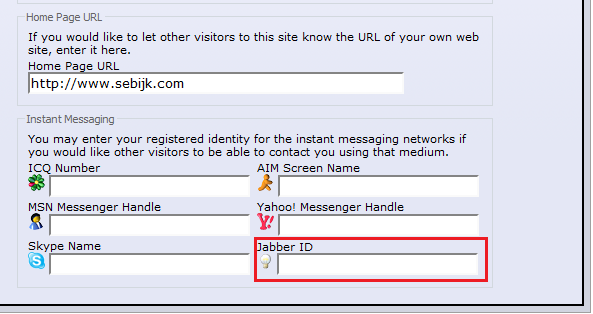 Home Page URL
If you would like to let other visitors to this site know the URL of your own web
site, enter it here.
Home Page URL
http://www.sebijk.com
Instant Messaging
You may enter your registered identity for the instant messaging networks if
you would like other visitors to be able to contact you using that medium.
ICQ Number AIM Screen Name
MSN Messenger Handle Yahoo! Messenger Handle
Y!
Skype Name Jabber ID
S